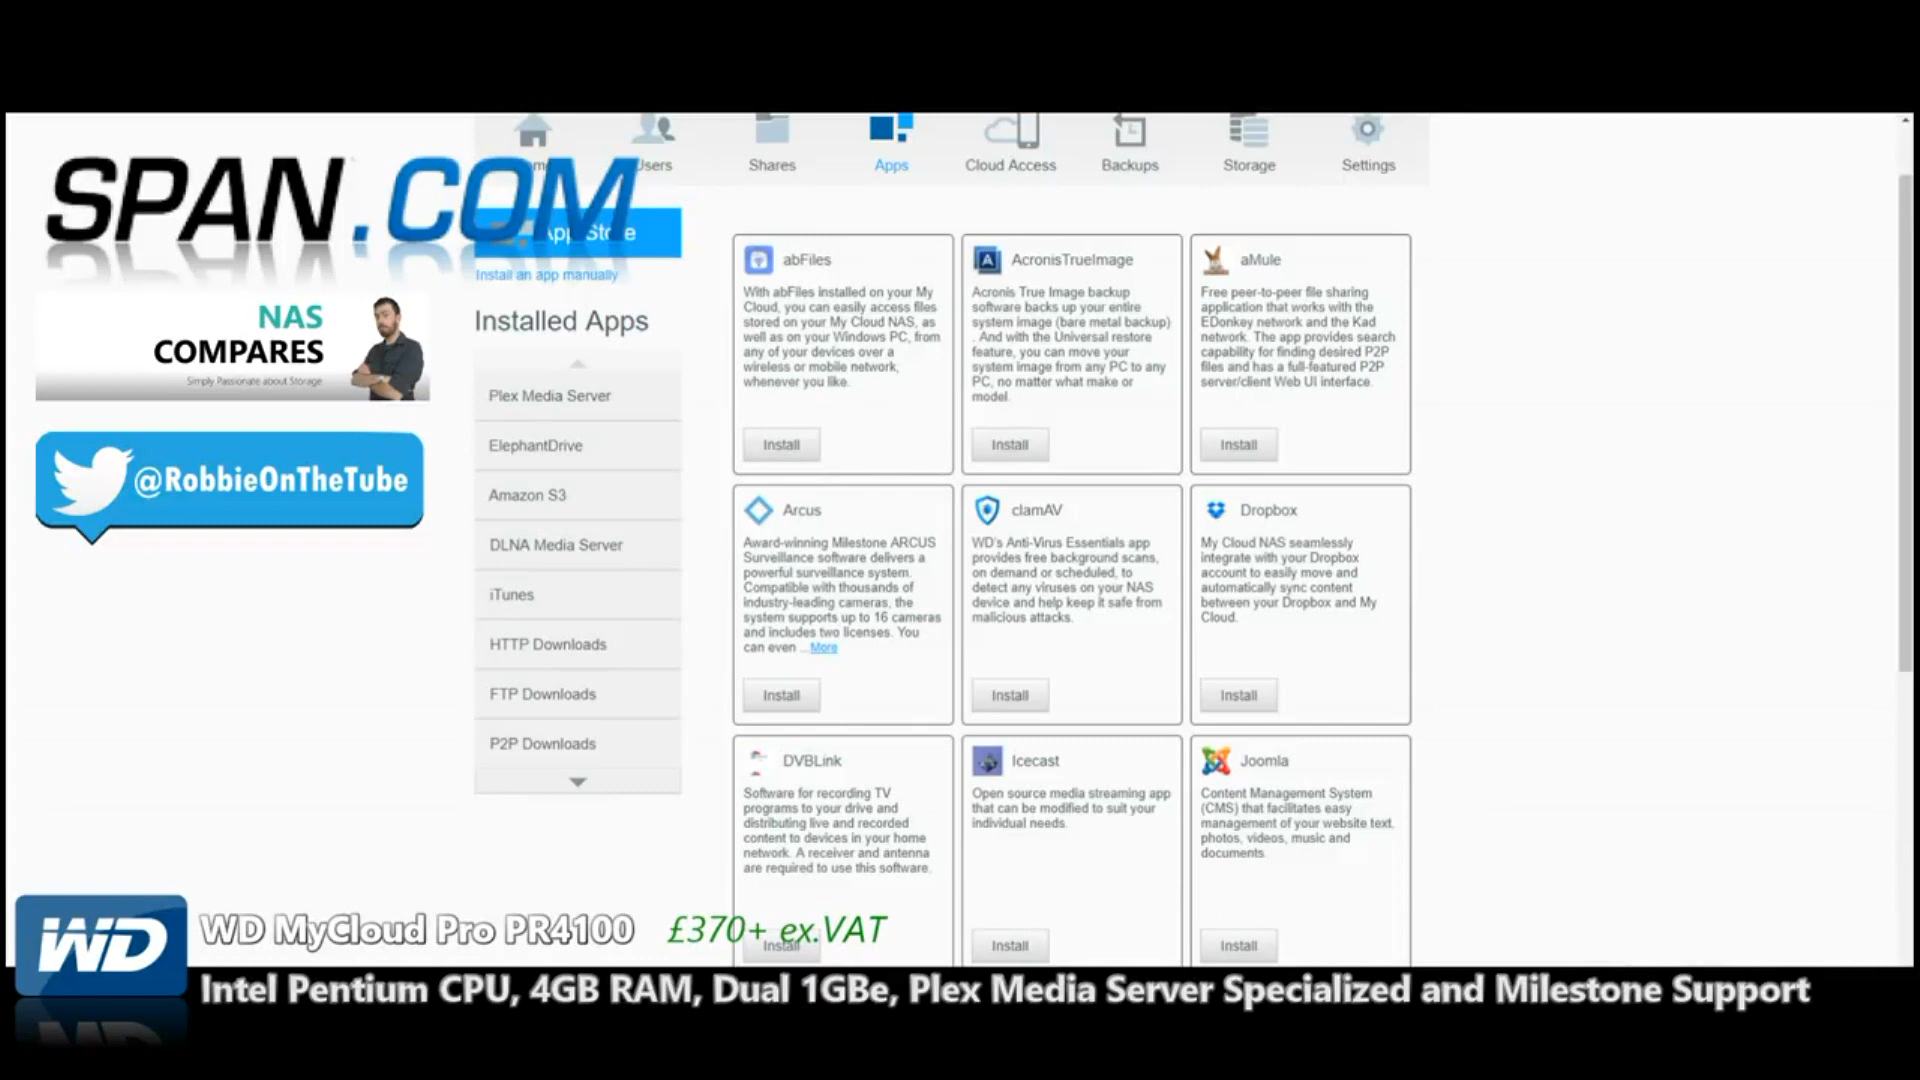 Users
Shares
Apps
Cloud Access
Backups
Storage
Settings
SPAN.COM
App Store
Install an app manually
NAS
COMPARES
Simply Passionate about Storage
@RobbieOnTheTube
Installed Apps
Plex Media Server
ElephantDrive
Amazon S3
DLNA Media Server
iTunes
HTTP Downloads
FTP Downloads
P2P Downloads
abFiles
With abFiles installed on your My
Cloud, you can easily access files
stored on your My Cloud NAS, as
well as on your Windows PC, from
any of your devices over a
wireless or mobile network,
whenever you like.
Install
AcronisTrueImage
Acronis True Image backup
software backs up your entire
system image (bare metal backup)
. And with the Universal restore
feature, you can move your
system image from any PC to any
PC, no matter what make or
model.
Install
aMule
Free peer-to-peer file sharing
application that works with the
EDonkey network and the Kad
network. The app provides search
capability for finding desired P2P
files and has a full-featured P2P
server/client Web UI interface.
Install
Arcus
Award-winning Milestone ARCUS
Surveillance software delivers a
powerful surveillance system.
Compatible with thousands of
industry-leading cameras, the
system supports up to 16 cameras
and includes two licenses. You
can even ...More
Install
clamAV
WD's Anti-Virus Essentials app
provides free background scans,
on demand or scheduled, to
detect any viruses on your NAS
device and help keep it safe from
malicious attacks.
Install
Dropbox
My Cloud NAS seamlessly
integrate with your Dropbox
account to easily move and
automatically sync content
between your Dropbox and My
Cloud.
Install
DVBLink
Software for recording TV
programs to your drive and
distributing live and recorded
content to devices in your home
network. A receiver and antenna
are required to use this software.
Install
Icecast
Open source media streaming app
that can be modified to suit your
individual needs.
Install
Joomla
Content Management System
(CMS) that facilitates easy
management of your website text,
photos, videos, music and
documents.
Install
WD
WD MyCloud Pro PR4100 £370+ ex.VAT
Intel Pentium CPU, 4GB RAM, Dual 1GBe, Plex Media Server Specialized and Milestone Support